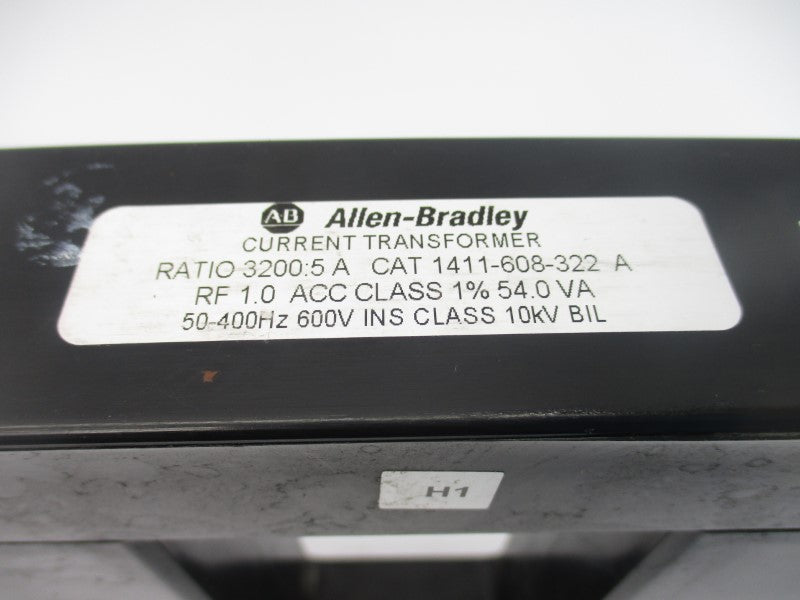 AB Allen-Bradley
CURRENT TRANSFORMER
RATIO 3200:5 A CAT 1411-608-322 A
RF 1.0 ACC CLASS 1% 54.0 VA
50-400Hz 600V INS CLASS 10kV BIL
H1